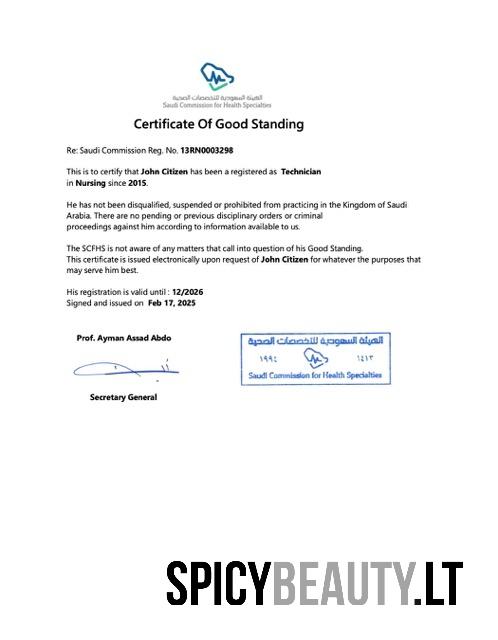 الهيئة السعودية للتخصصات الصحية
Saudi Commission for Health Specialties
Certificate Of Good Standing
Re: Saudi Commission Reg. No. 13RN0003298
This is to certify that John Citizen has been a registered as Technician
in Nursing since 2015.
He has not been disqualified, suspended or prohibited from practicing in the Kingdom of Saudi
Arabia. There are no pending or previous disciplinary orders or criminal
proceedings against him according to information available to us.
The SCFHS is not aware of any matters that call into question of his Good Standing.
This certificate is issued electronically upon request of John Citizen for whatever the purposes that
may serve him best.
His registration is valid until : 12/2026
Signed and issued on Feb 17, 2025
Prof. Ayman Assad Abdo
Secretary General
الهيئة السعودية للتخصصات الصحية
١٩٩٤ ١٤١٣
Saudi Commission for Health Specialties
SPICYBEAUTY.LT